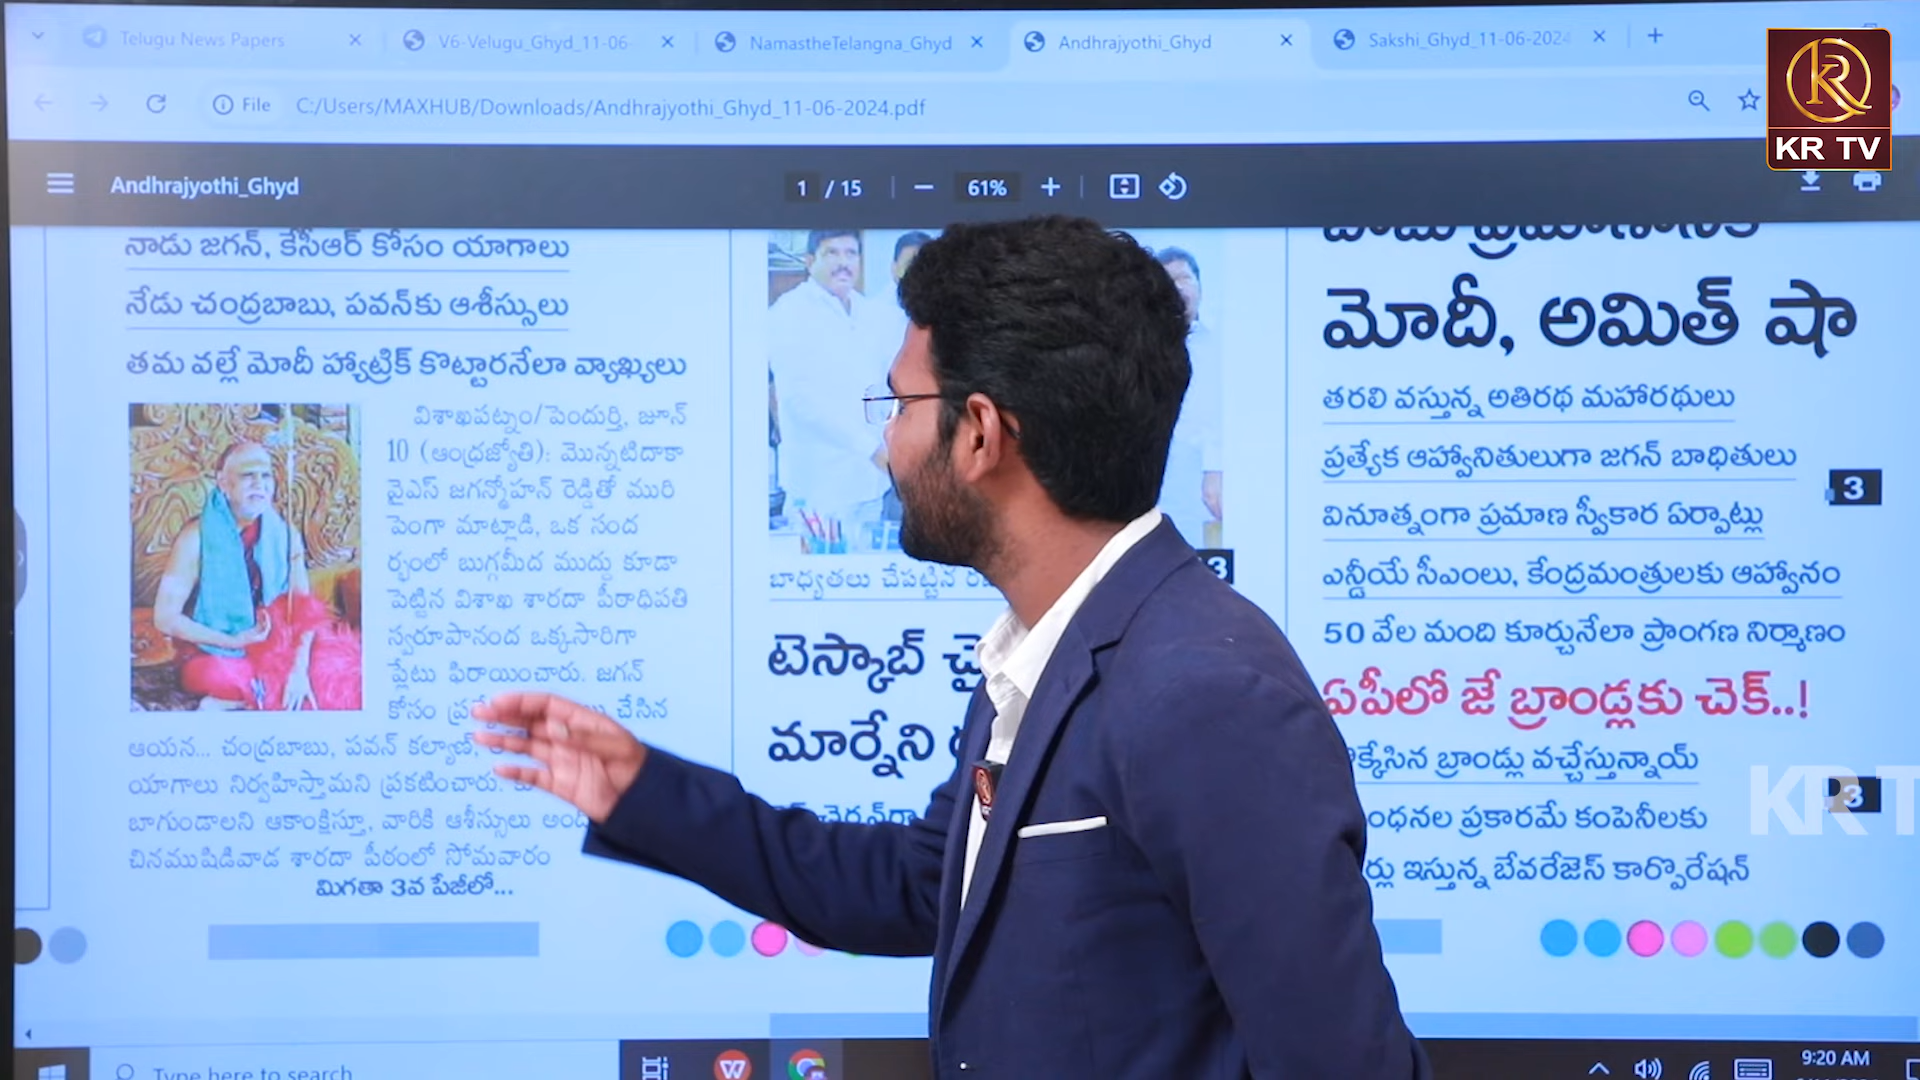 Telugu News Papers
V6-Velugu_Ghyd_11-06-
NamastheTelangna_Ghyd
Andhrajyothi_Ghyd
Sakshi_Ghyd_11-06-2024
File
C:/Users/MAXHUB/Downloads/Andhrajyothi_Ghyd_11-06-2024.pdf
KR TV
Andhrajyothi_Ghyd
1 / 15
61%
నాడు జగన్, కేసీఆర్ కోసం యాగాలు
నేడు చంద్రబాబు, పవన్‌కు ఆశీస్సులు
తమ వల్లే మోదీ హ్యాట్రిక్ కొట్టారనేలా వ్యాఖ్యలు
విశాఖపట్నం/పెందుర్తి, జూన్
10 (ఆంధ్రజ్యోతి): మొన్నటిదాకా
వైఎస్ జగన్మోహన్ రెడ్డితో మురి
పెంగా మాట్లాడి, ఒక సంద
ర్భంలో బుగ్గమీద ముద్దు కూడా
పెట్టిన విశాఖ శారదా పీఠాధిపతి
స్వరూపానంద ఒక్కసారిగా
ప్లేటు ఫిరాయించారు. జగన్
కోసం చేసిన
ఆయన... చంద్రబాబు, పవన్ కల్యాణ్,
యాగాలు నిర్వహిస్తామని ప్రకటించారు.
బాగుండాలని ఆకాంక్షిస్తూ, వారికి ఆశీస్సులు
చినముషిడివాడ శారదా పీఠంలో సోమవారం
మిగతా 3వ పేజీలో...
బాధ్యతలు చేపట్టిన
3
టెస్కాబ్
మార్నేని
మోదీ, అమిత్ షా
తరలి వస్తున్న అతిరథ మహారథులు
ప్రత్యేక ఆహ్వానితులుగా జగన్ బాధితులు
3
వినూత్నంగా ప్రమాణ స్వీకార ఏర్పాట్లు
ఎన్డీయే సీఎంలు, కేంద్రమంత్రులకు ఆహ్వానం
50 వేల మంది కూర్చునేలా ప్రాంగణ నిర్మాణం
ఏపీలో జే బ్రాండ్లకు చెక్..!
బ్రాండ్లు వచ్చేస్తున్నాయ్
3
ప్రకారమే కంపెనీలకు
ఇస్తున్న బేవరేజెస్ కార్పొరేషన్
Type here to search
9:20 AM